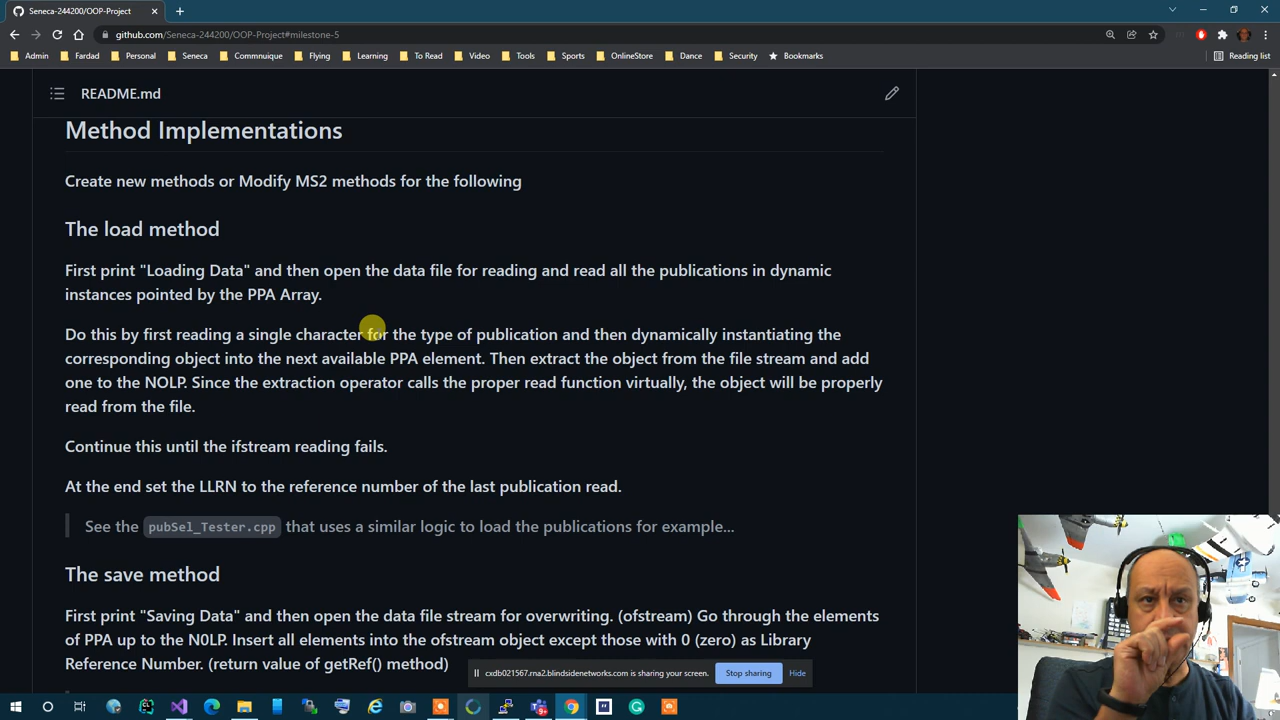 Seneca-244200/OOP-Project
github.com/Seneca-244200/OOP-Project#milestone-5
Admin Fardad Personal Seneca Commnuique Flying Learning To Read Video Tools Sports OnlineStore Dance Security Bookmarks Reading list
README.md
Method Implementations
Create new methods or Modify MS2 methods for the following
The load method
First print "Loading Data" and then open the data file for reading and read all the publications in dynamic
instances pointed by the PPA Array.
Do this by first reading a single character for the type of publication and then dynamically instantiating the
corresponding object into the next available PPA element. Then extract the object from the file stream and add
one to the NOLP. Since the extraction operator calls the proper read function virtually, the object will be properly
read from the file.
Continue this until the ifstream reading fails.
At the end set the LLRN to the reference number of the last publication read.
See the pubSel_Tester.cpp that uses a similar logic to load the publications for example...
The save method
First print "Saving Data" and then open the data file stream for overwriting. (ofstream) Go through the elements
of PPA up to the N0LP. Insert all elements into the ofstream object except those with 0 (zero) as Library
Reference Number. (return value of getRef() method)
cxdb021567.rna2.blindsidenetworks.com is sharing your screen. Stop sharing Hide